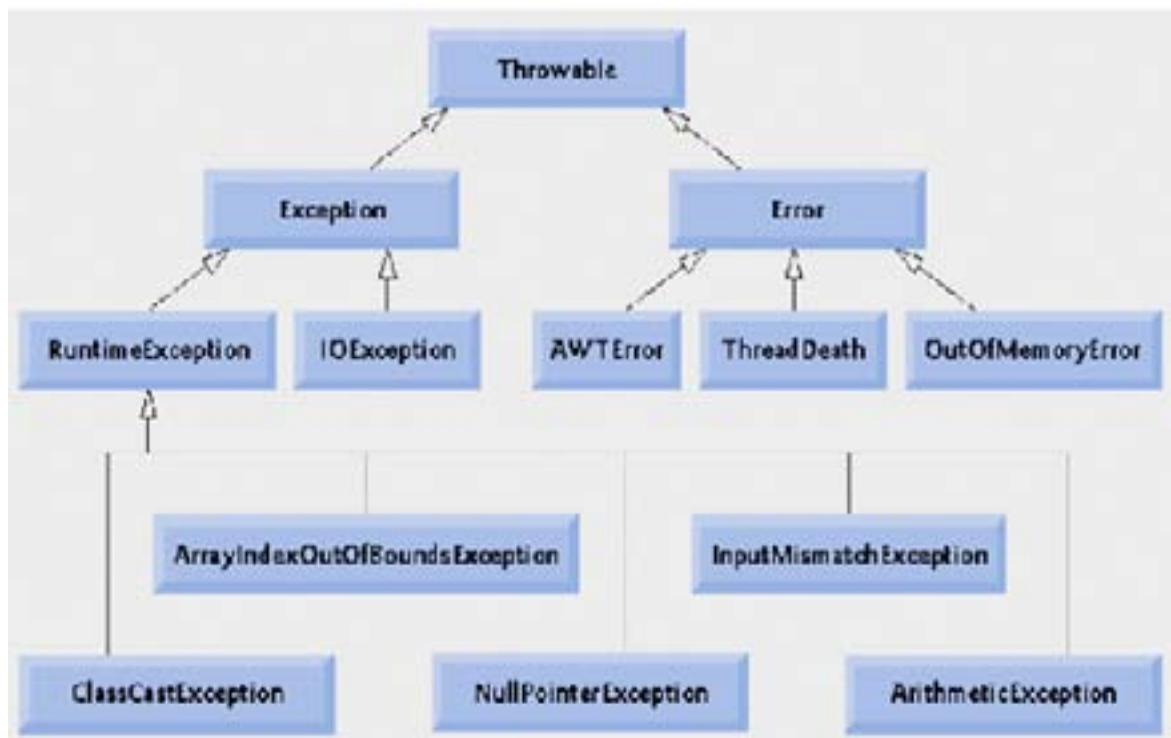 Throwable
Exception
Error
RuntimeException
IOException
AWTError
ThreadDeath
OutOfMemoryError
ArrayIndexOutOfBoundsException
InputMismatchException
ClassCastException
NullPointerException
ArithmeticException